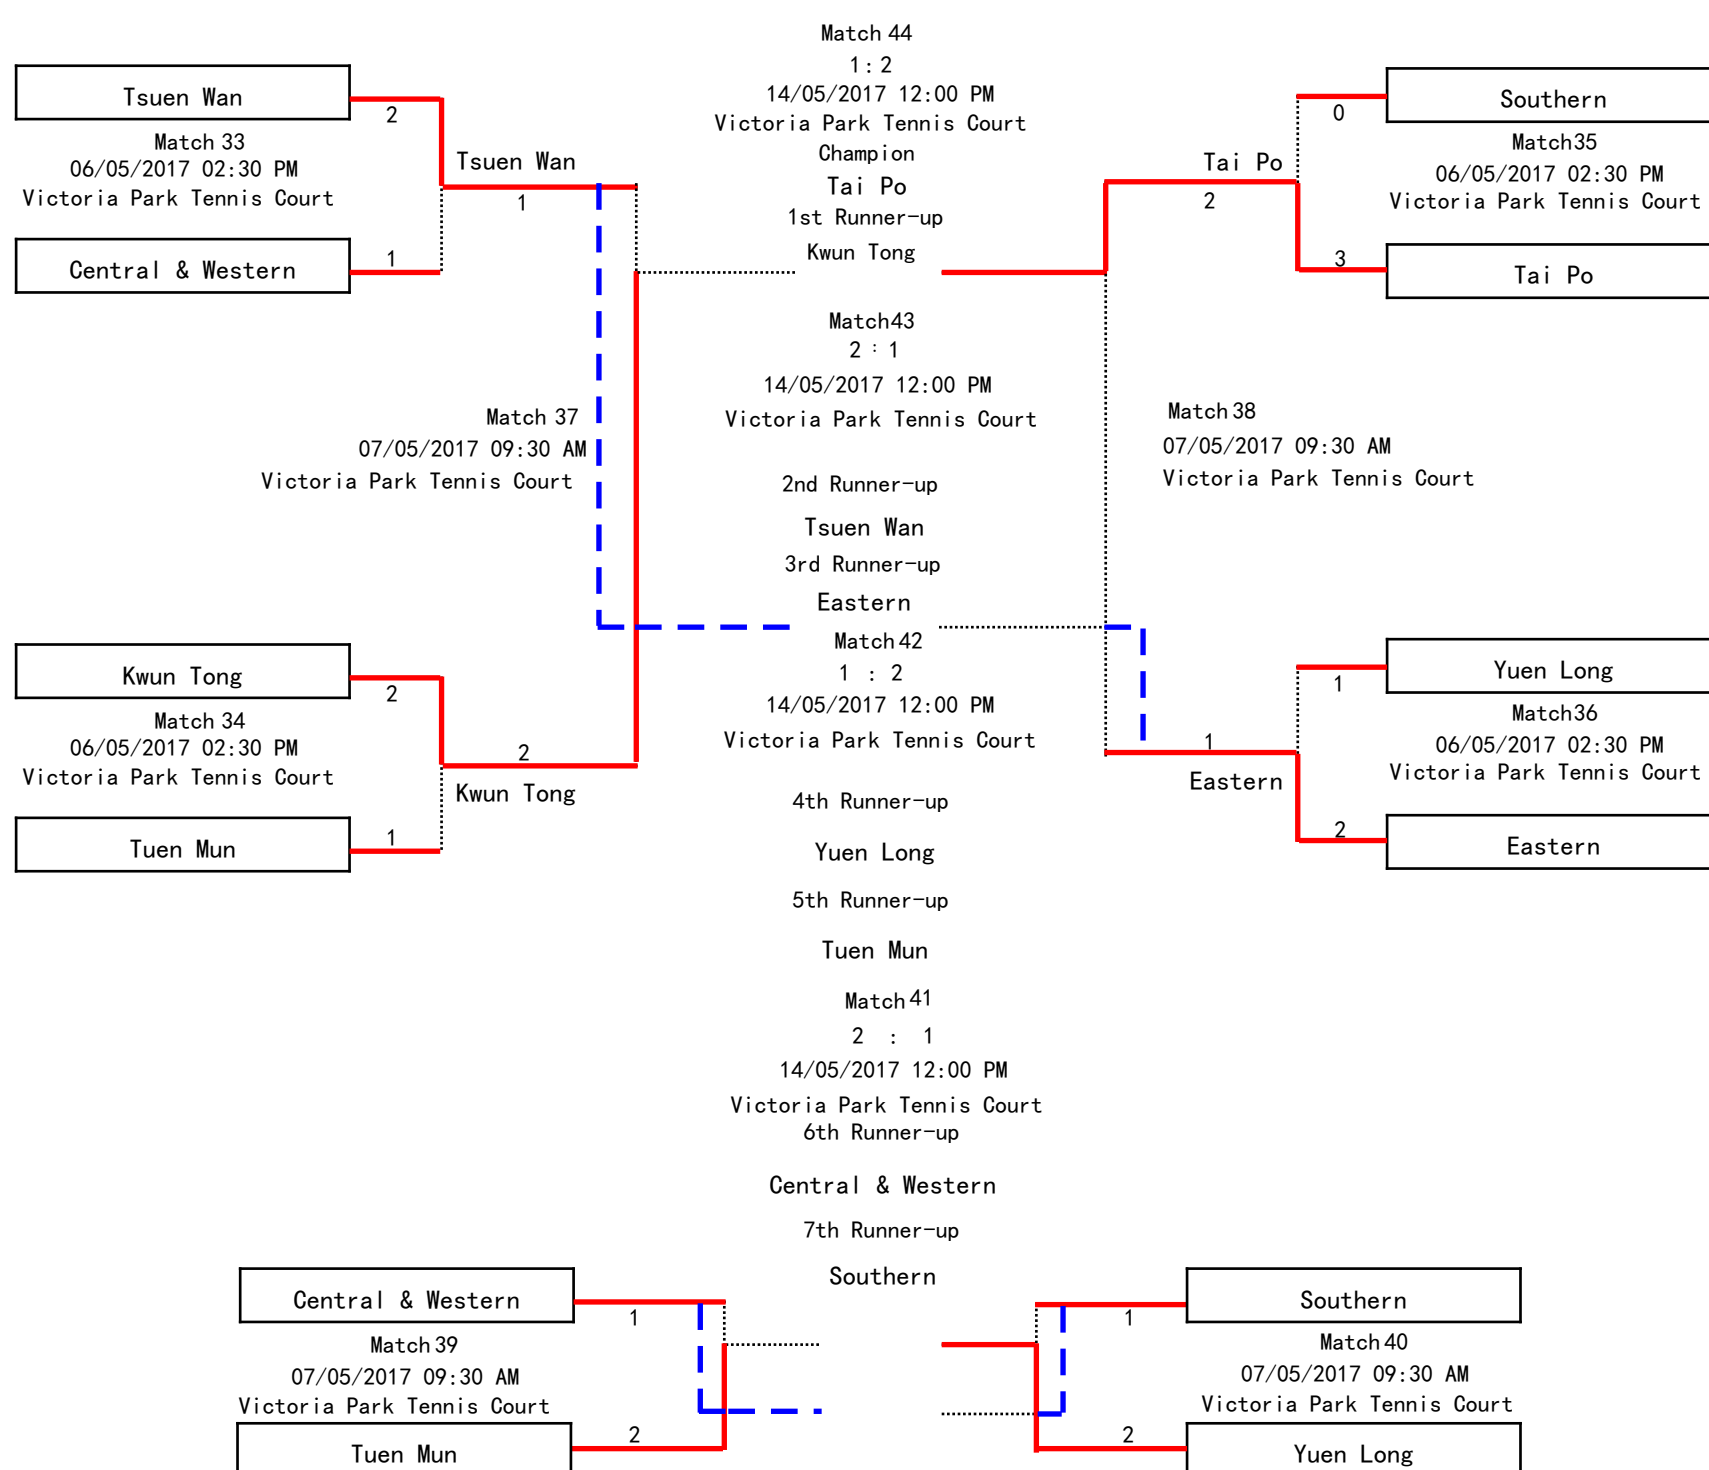 Match 44
1 : 2
14/05/2017 12:00 PM
Victoria Park Tennis Court
Champion
Tai Po
1st Runner-up
Kwun Tong
Tsuen Wan
2
Match 33
06/05/2017 02:30 PM
Victoria Park Tennis Court
Central & Western
1
Tsuen Wan
1
Tai Po
2
Southern
0
Match35
06/05/2017 02:30 PM
Victoria Park Tennis Court
3
Tai Po
Match43
2 : 1
14/05/2017 12:00 PM
Victoria Park Tennis Court
Match 37
07/05/2017 09:30 AM
Victoria Park Tennis Court
Match 38
07/05/2017 09:30 AM
Victoria Park Tennis Court
2nd Runner-up
Tsuen Wan
3rd Runner-up
Eastern
Match 42
1 : 2
14/05/2017 12:00 PM
Victoria Park Tennis Court
Kwun Tong
2
Match 34
06/05/2017 02:30 PM
Victoria Park Tennis Court
Tuen Mun
1
2
Kwun Tong
1
Eastern
Yuen Long
1
Match36
06/05/2017 02:30 PM
Victoria Park Tennis Court
2
Eastern
4th Runner-up
Yuen Long
5th Runner-up
Tuen Mun
Match 41
2 : 1
14/05/2017 12:00 PM
Victoria Park Tennis Court
6th Runner-up
Central & Western
7th Runner-up
Southern
Central & Western
1
Match 39
07/05/2017 09:30 AM
Victoria Park Tennis Court
Tuen Mun
2
Southern
1
Match 40
07/05/2017 09:30 AM
Victoria Park Tennis Court
2
Yuen Long